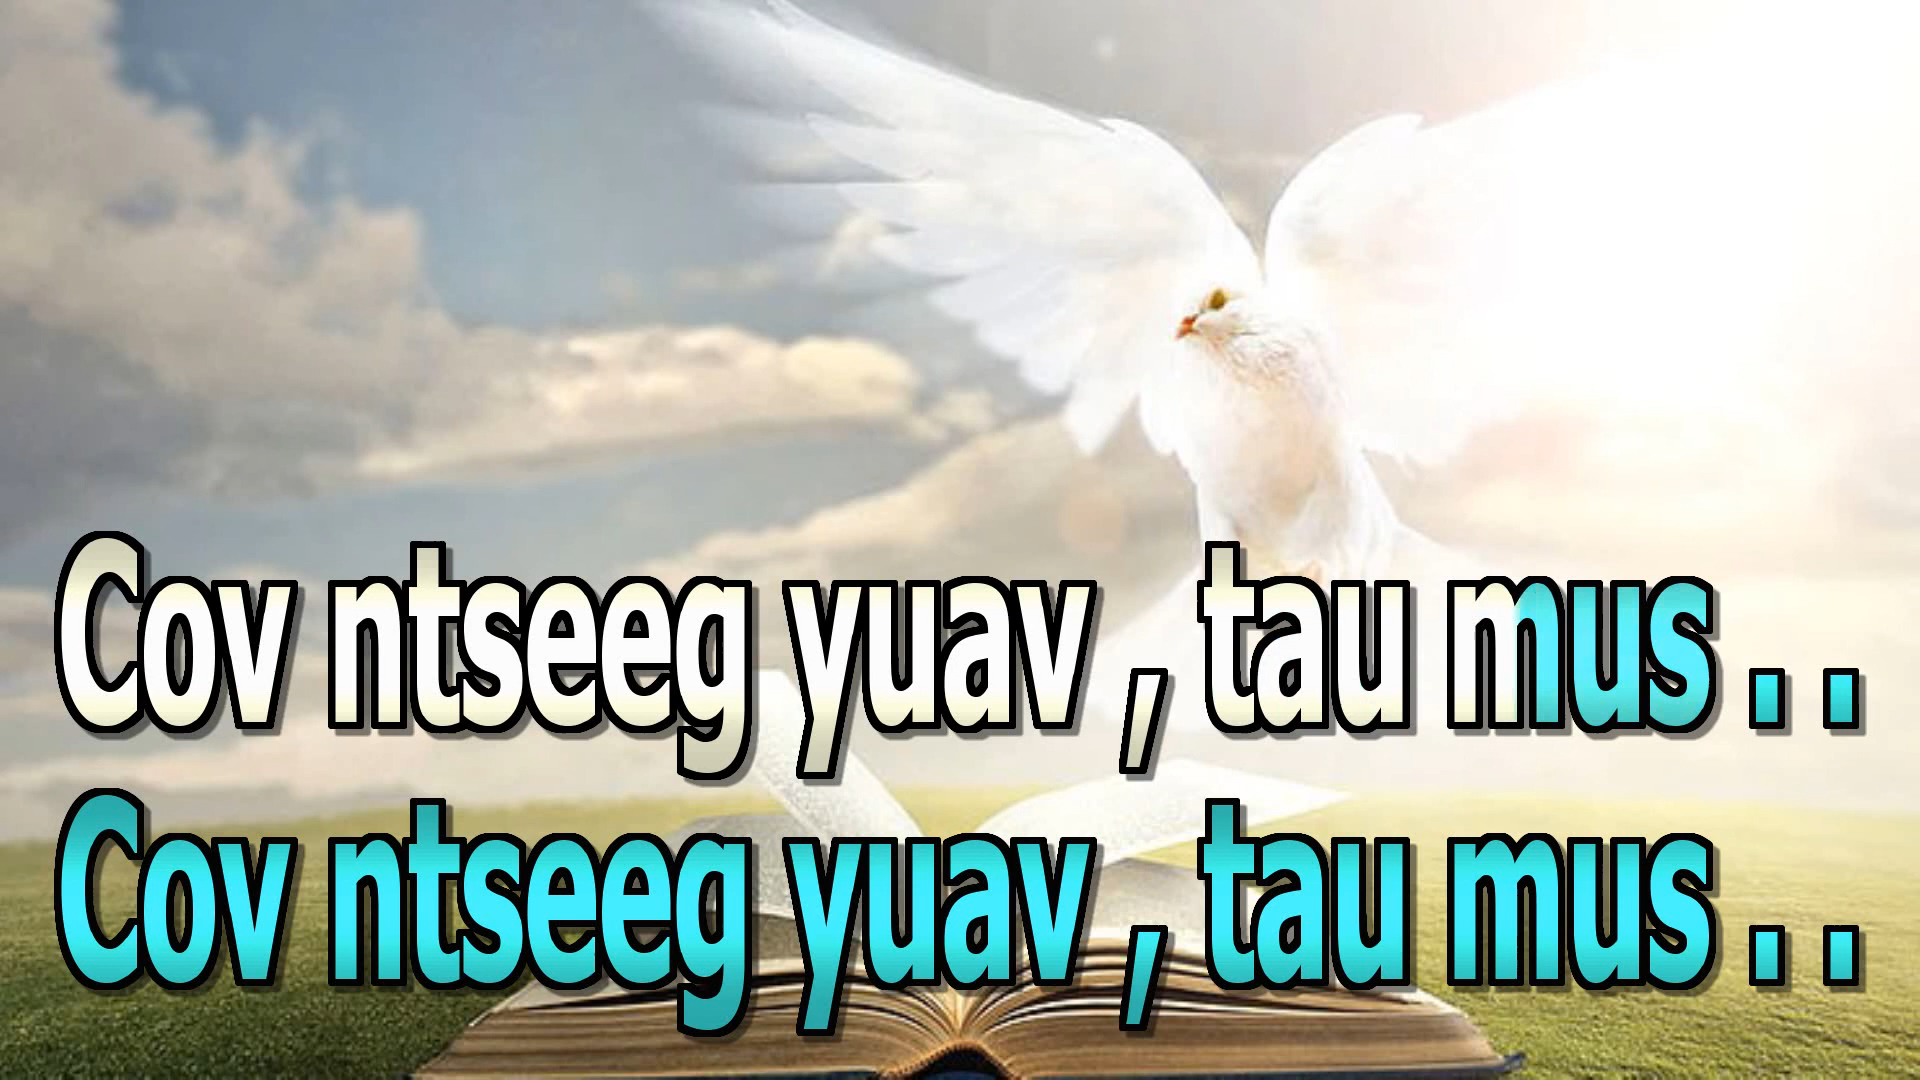 Cov ntseeg yuav , tau mus . .
Cov ntseeg yuav , tau mus . .